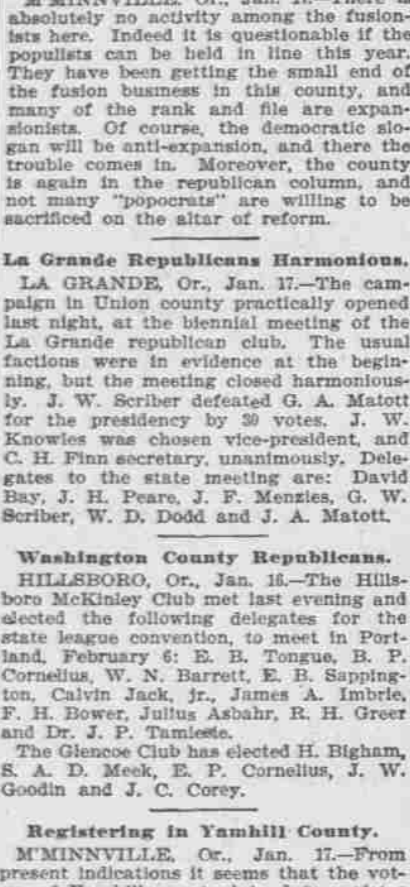 M'MINNVILLE, Or., Jan. 17.—There is
absolutely no activity among the fusion-
ists here. Indeed it is questionable if the
populists can be held in line this year.
They have been getting the small end of
the fusion business in this county, and
many of the rank and file are expan-
sionists. Of course, the democratic slo-
gan will be anti-expansion, and there the
trouble comes in. Moreover, the county
is again in the republican column, and
not many "popocrats" are willing to be
sacrificed on the altar of reform.
La Grande Republicans Harmonious.
LA GRANDE, Or., Jan. 17.—The cam-
paign in Union county practically opened
last night, at the biennial meeting of the
La Grande republican club. The usual
factions were in evidence at the begin-
ning, but the meeting closed harmonious-
ly. J. W. Scriber defeated G. A. Matott
for the presidency by 30 votes. J. W.
Knowles was chosen vice-president, and
C. H. Finn secretary, unanimously. Dele-
gates to the state meeting are: David
Bay, J. H. Peare, J. F. Menzies, G. W.
Scriber, W. D. Dodd and J. A. Matott.
Washington County Republicans.
HILLSBORO, Or., Jan. 16.—The Hills-
boro McKinley Club met last evening and
elected the following delegates for the
state league convention, to meet in Port-
land, February 6: E. B. Tongue, B. P.
Cornelius, W. N. Barrett, E. B. Sapping-
ton, Calvin Jack, jr., James A. Imbrie,
F. H. Bower, Julius Asbahr, R. H. Greer
and Dr. J. P. Tamiesie.
The Glencoe Club has elected H. Bigham,
S. A. D. Meek, E. P. Cornelius, J. W.
Goodin and J. C. Corey.
Registering in Yamhill County.
M'MINNVILLE, Or., Jan. 17.—From
present indications it seems that the vot-